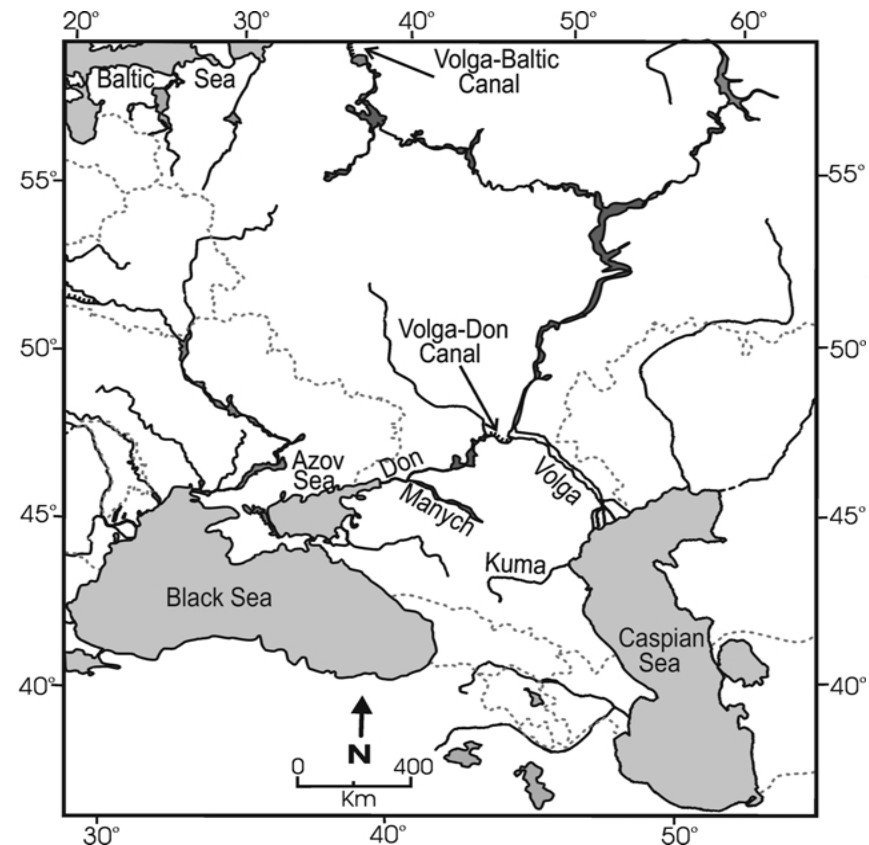 20° 30° 40° 50° 60°
Volga-Baltic
Canal
Baltic Sea
55° 55°
Volga-Don
Canal
50° 50°
Azov
Sea
Don
Volga
Manych
45° 45°
Kuma
Black Sea
Caspian
Sea
40° 40°
N
0 400
Km
30° 40° 50°